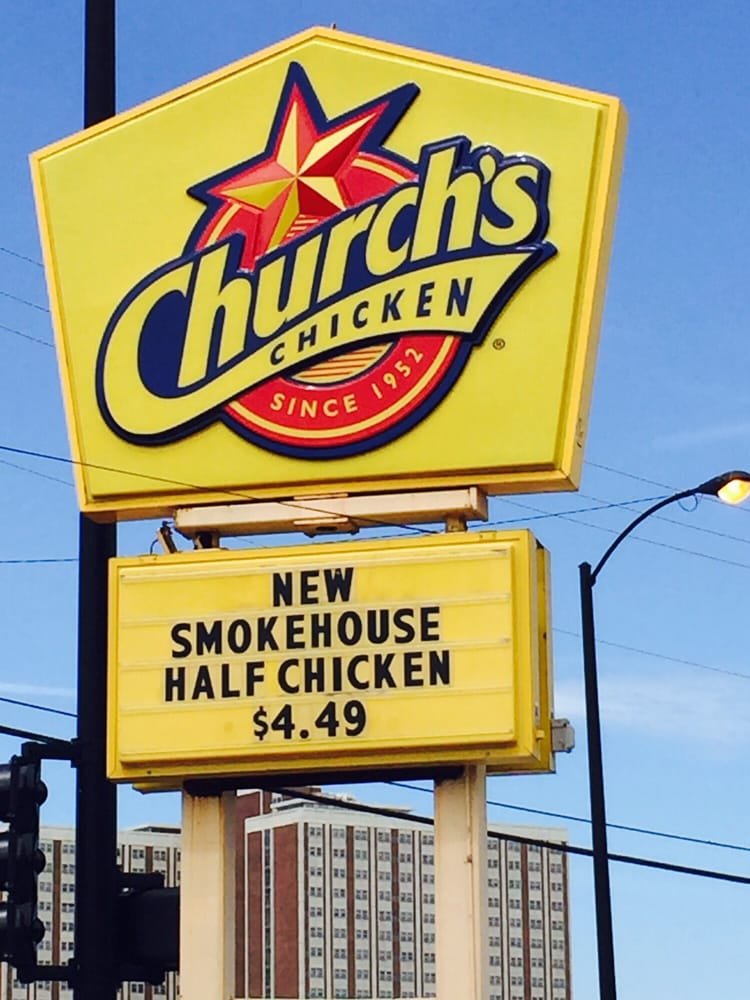 Church's
CHICKEN
SINCE 1952
®
NEW
SMOKEHOUSE
HALF CHICKEN
$4.49